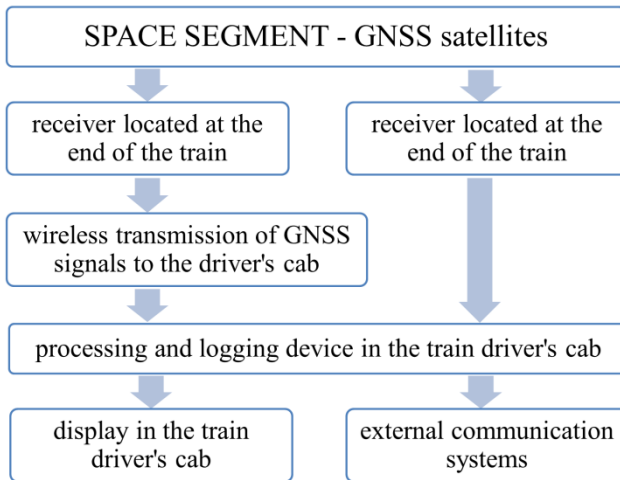 SPACE SEGMENT - GNSS satellites
receiver located at the
end of the train
receiver located at the
end of the train
wireless transmission of GNSS
signals to the driver's cab
processing and logging device in the train driver's cab
display in the train
driver's cab
external communication
systems